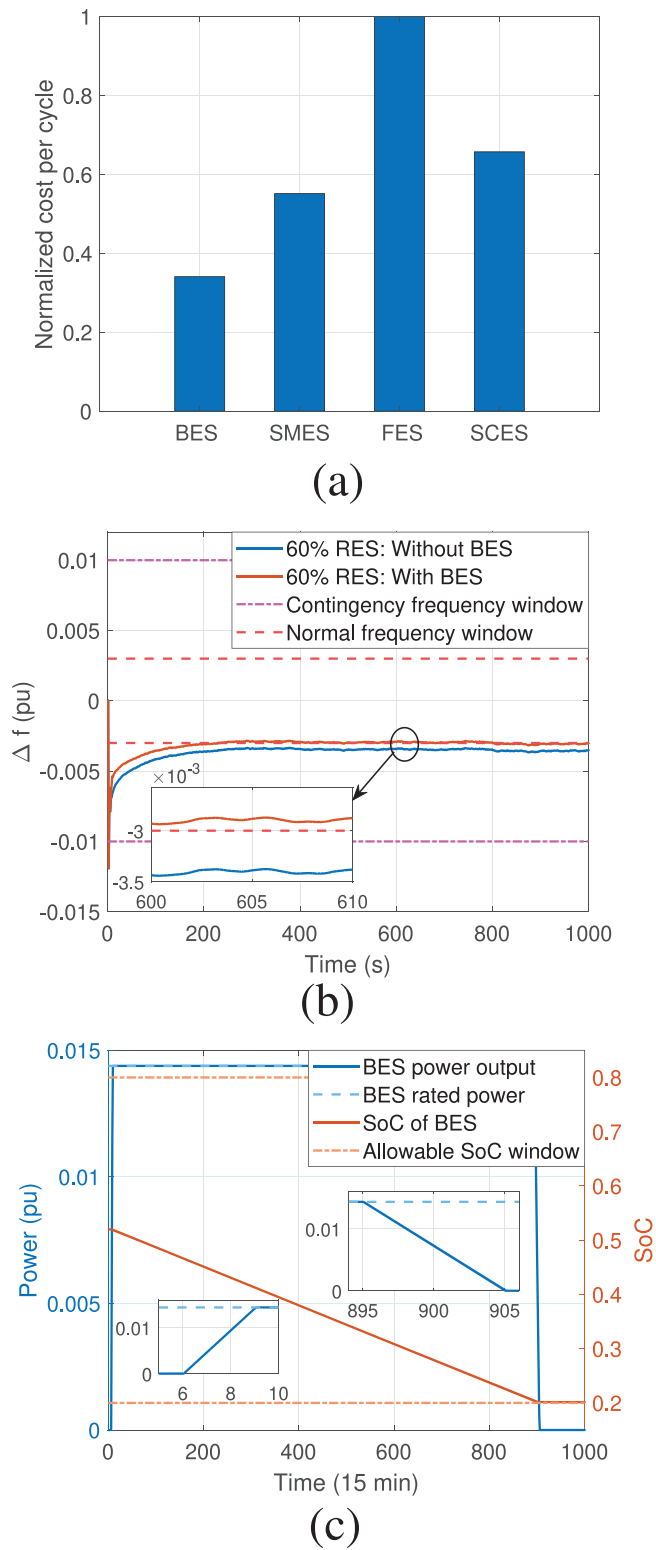 1
0.8
0.6
0.4
0.2
0
Normalized cost per cycle
BES SMES FES SCES
(a)
60% RES: Without BES
60% RES: With BES
Contingency frequency window
Normal frequency window
0.01
0.005
0
-0.005
-0.01
-0.015
Δ f (pu)
×10⁻³
-3
-3.5
600 605 610
0 200 400 600 800 1000
Time (s)
(b)
BES power output
BES rated power
SoC of BES
Allowable SoC window
0.015
0.01
0.005
0
Power (pu)
0.8
0.7
0.6
0.5
0.4
0.3
0.2
SoC
0.01
0
895 900 905
0.01
0
6 8 10
0 200 400 600 800 1000
Time (15 min)
(c)